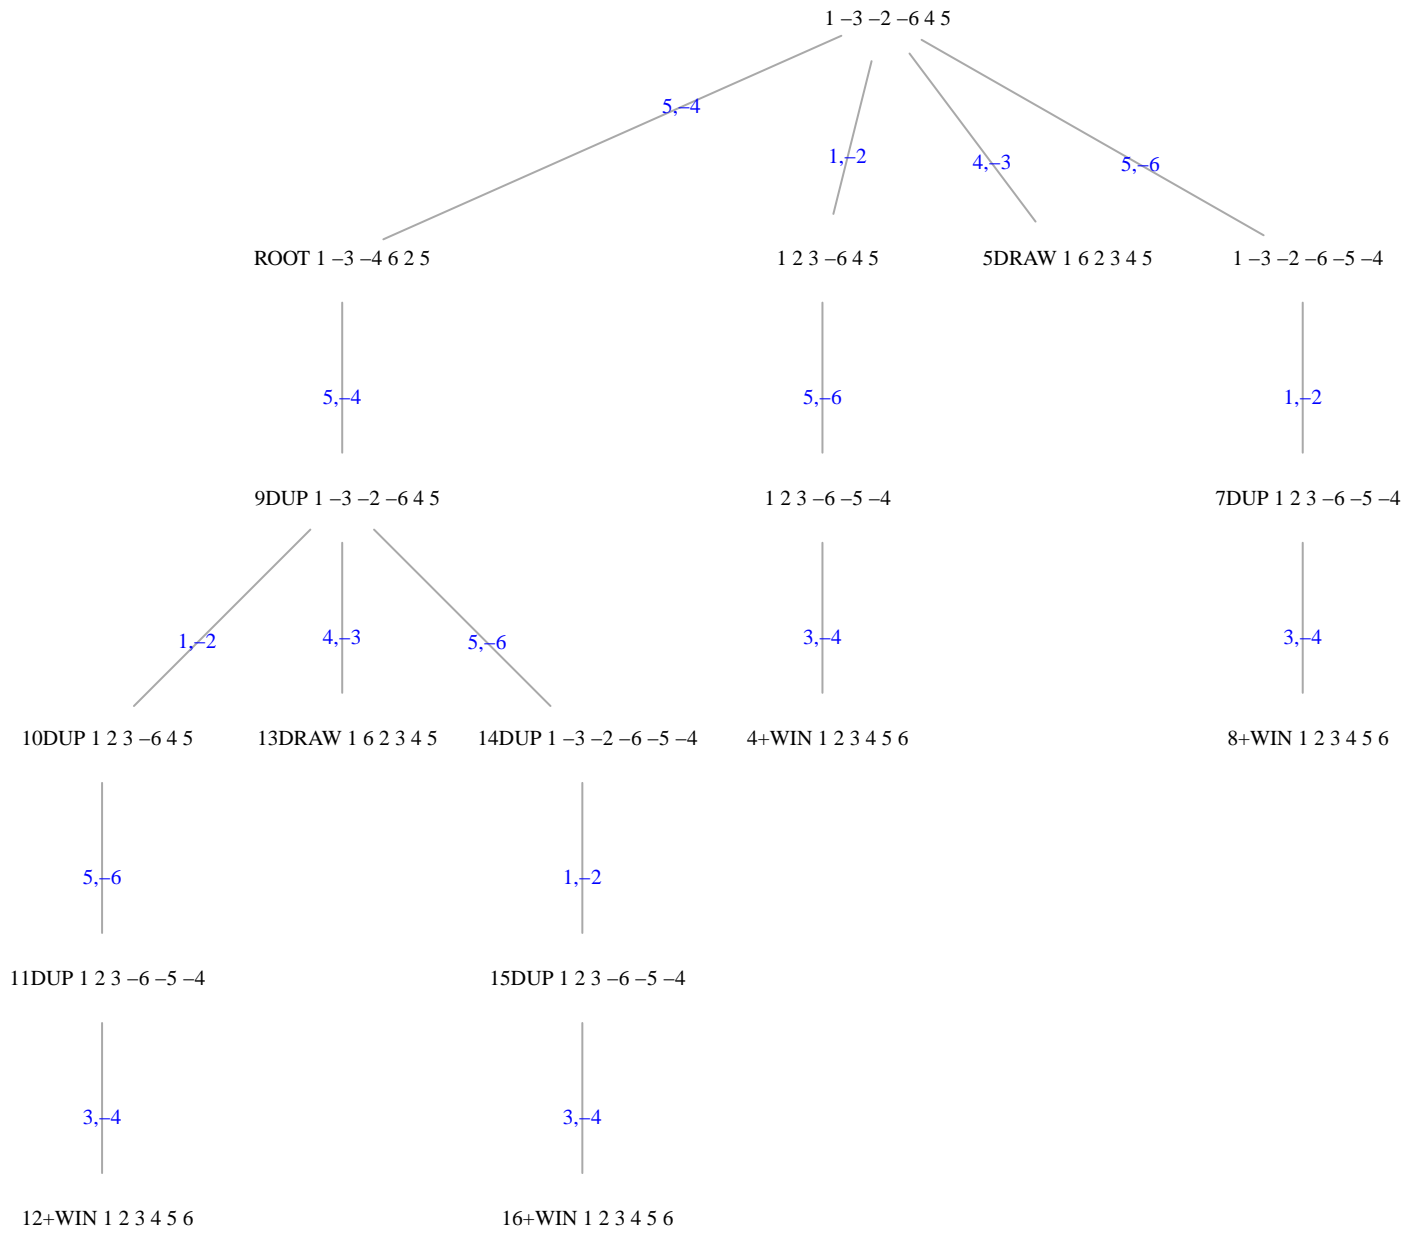 1 –3 –2 –6 4 5
5,–4
1,–2
4,–3
5,–6
ROOT 1 –3 –4 6 2 5
1 2 3 –6 4 5
5DRAW 1 6 2 3 4 5
1 –3 –2 –6 –5 –4
5,–4
5,–6
1,–2
9DUP 1 –3 –2 –6 4 5
1 2 3 –6 –5 –4
7DUP 1 2 3 –6 –5 –4
1,–2
4,–3
5,–6
3,–4
3,–4
10DUP 1 2 3 –6 4 5
13DRAW 1 6 2 3 4 5
14DUP 1 –3 –2 –6 –5 –4
4+WIN 1 2 3 4 5 6
8+WIN 1 2 3 4 5 6
5,–6
1,–2
11DUP 1 2 3 –6 –5 –4
15DUP 1 2 3 –6 –5 –4
3,–4
3,–4
12+WIN 1 2 3 4 5 6
16+WIN 1 2 3 4 5 6